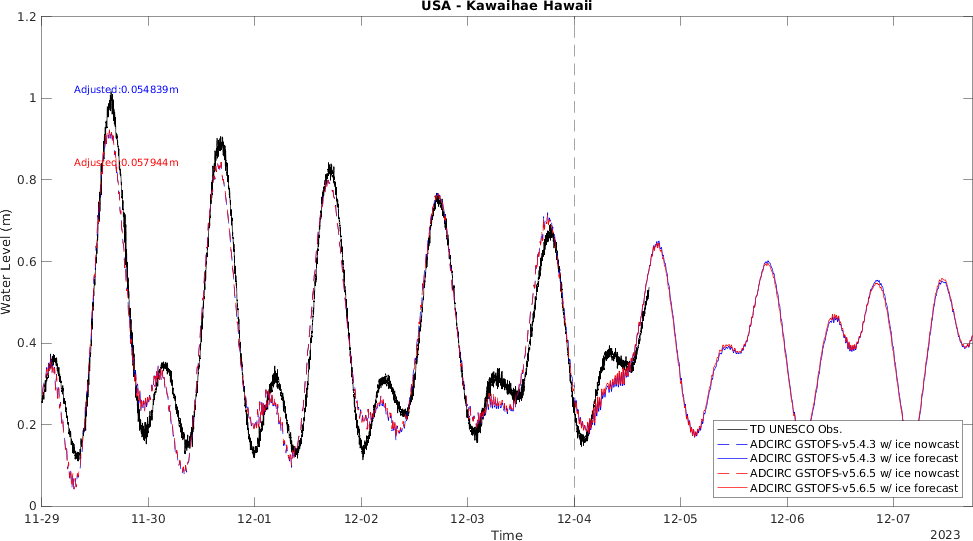 USA - Kawaihae Hawaii
1.2
1
0.8
0.6
0.4
0.2
0
Water Level (m)
Adjusted:0.054839m
Adjusted:0.057944m
TD UNESCO Obs.
ADCIRC GSTOFS-v5.4.3 w/ ice nowcast
ADCIRC GSTOFS-v5.4.3 w/ ice forecast
ADCIRC GSTOFS-v5.6.5 w/ ice nowcast
ADCIRC GSTOFS-v5.6.5 w/ ice forecast
11-29 11-30 12-01 12-02 12-03 12-04 12-05 12-06 12-07
Time
2023